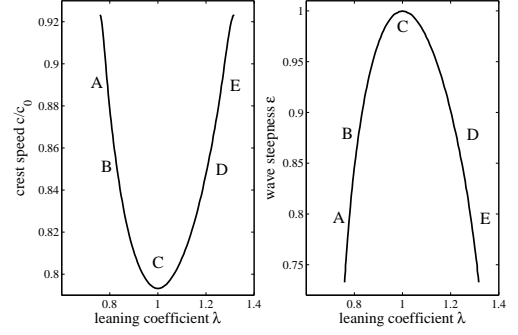 crest speed c/c0
0.92
0.9
0.88
0.86
0.84
0.82
0.8
A
B
C
D
E
0.8
1
1.2
1.4
leaning coefficient λ
wave steepness ε
1
0.95
0.9
0.85
0.8
0.75
C
B
D
A
E
0.8
1
1.2
1.4
leaning coefficient λ